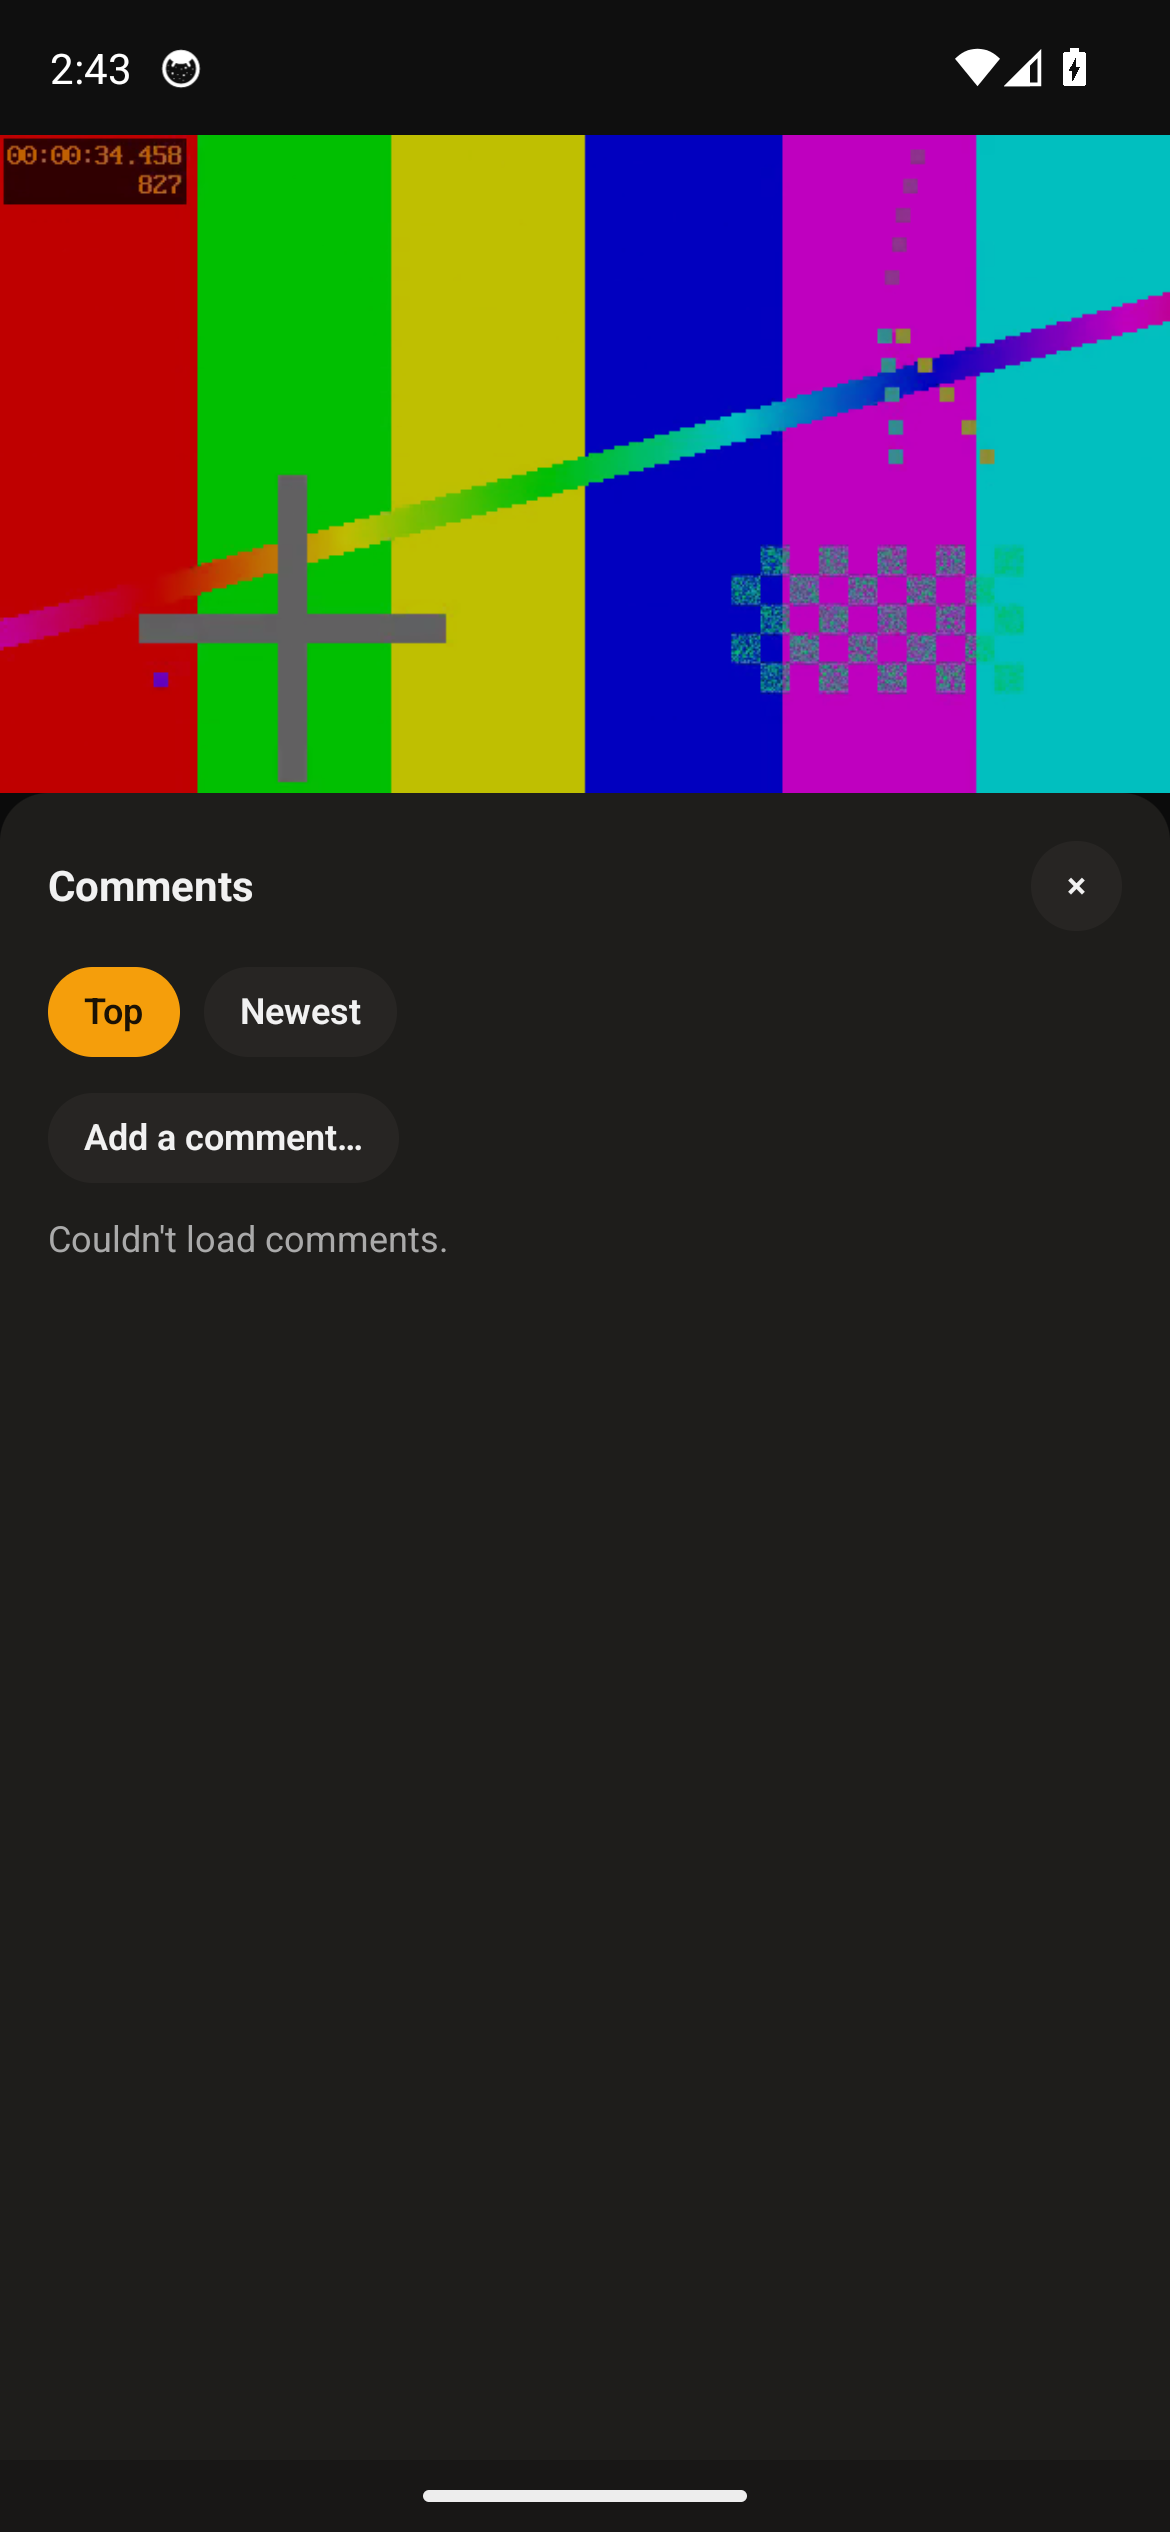 2:43
00:00:34.458
827
Comments
×
Top
Newest
Add a comment…
Couldn't load comments.